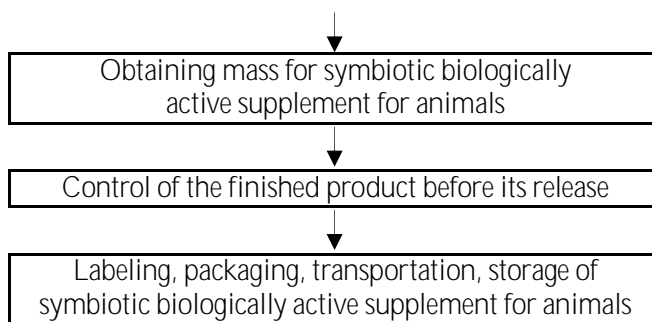 Obtaining mass for symbiotic biologically
active supplement for animals
Control of the finished product before its release
Labeling, packaging, transportation, storage of
symbiotic biologically active supplement for animals